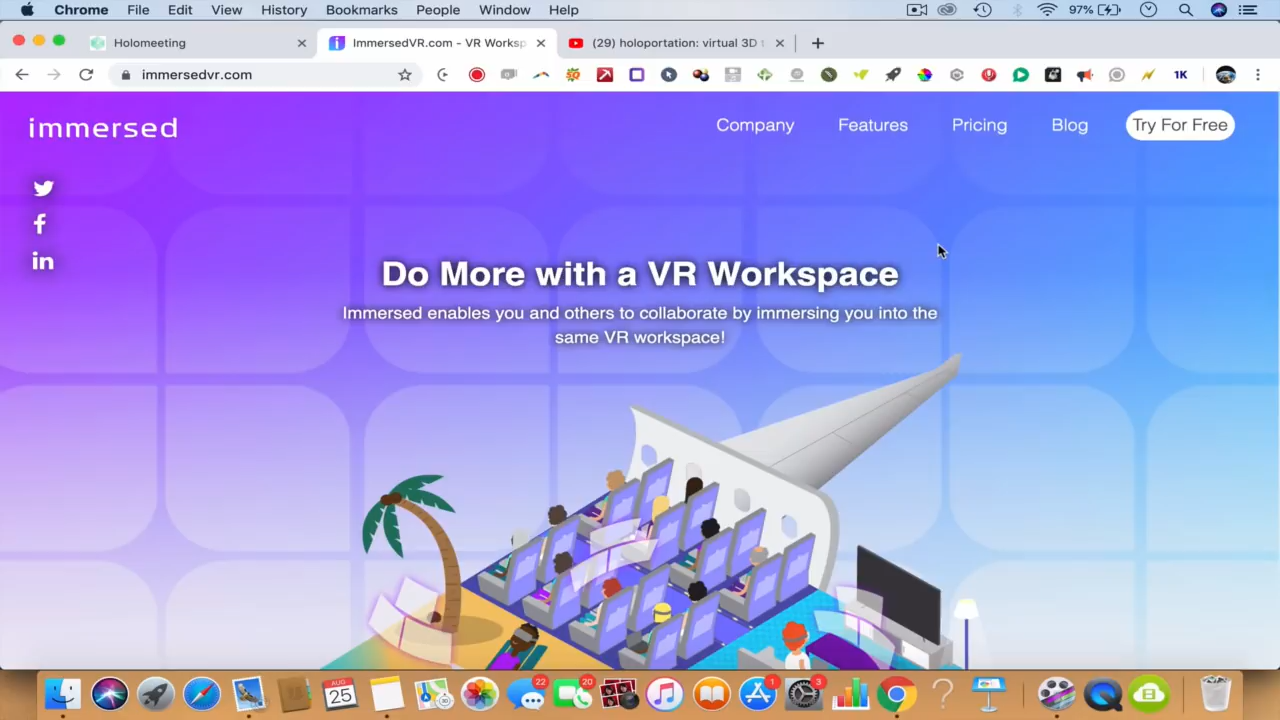 Chrome File Edit View History Bookmarks People Window Help 97%
Holomeeting
ImmersedVR.com - VR Worksp
(29) holoportation: virtual 3D t
immersedvr.com
1K
immersed
Company Features Pricing Blog Try For Free
Do More with a VR Workspace
Immersed enables you and others to collaborate by immersing you into the
same VR workspace!
AUG
25
22
20
1
3